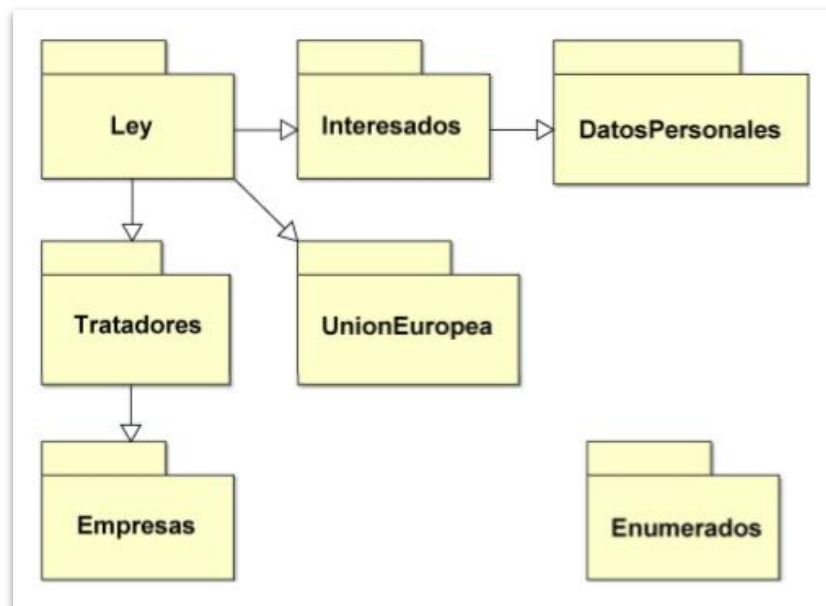 Ley
Interesados
DatosPersonales
Tratadores
UnionEuropea
Empresas
Enumerados